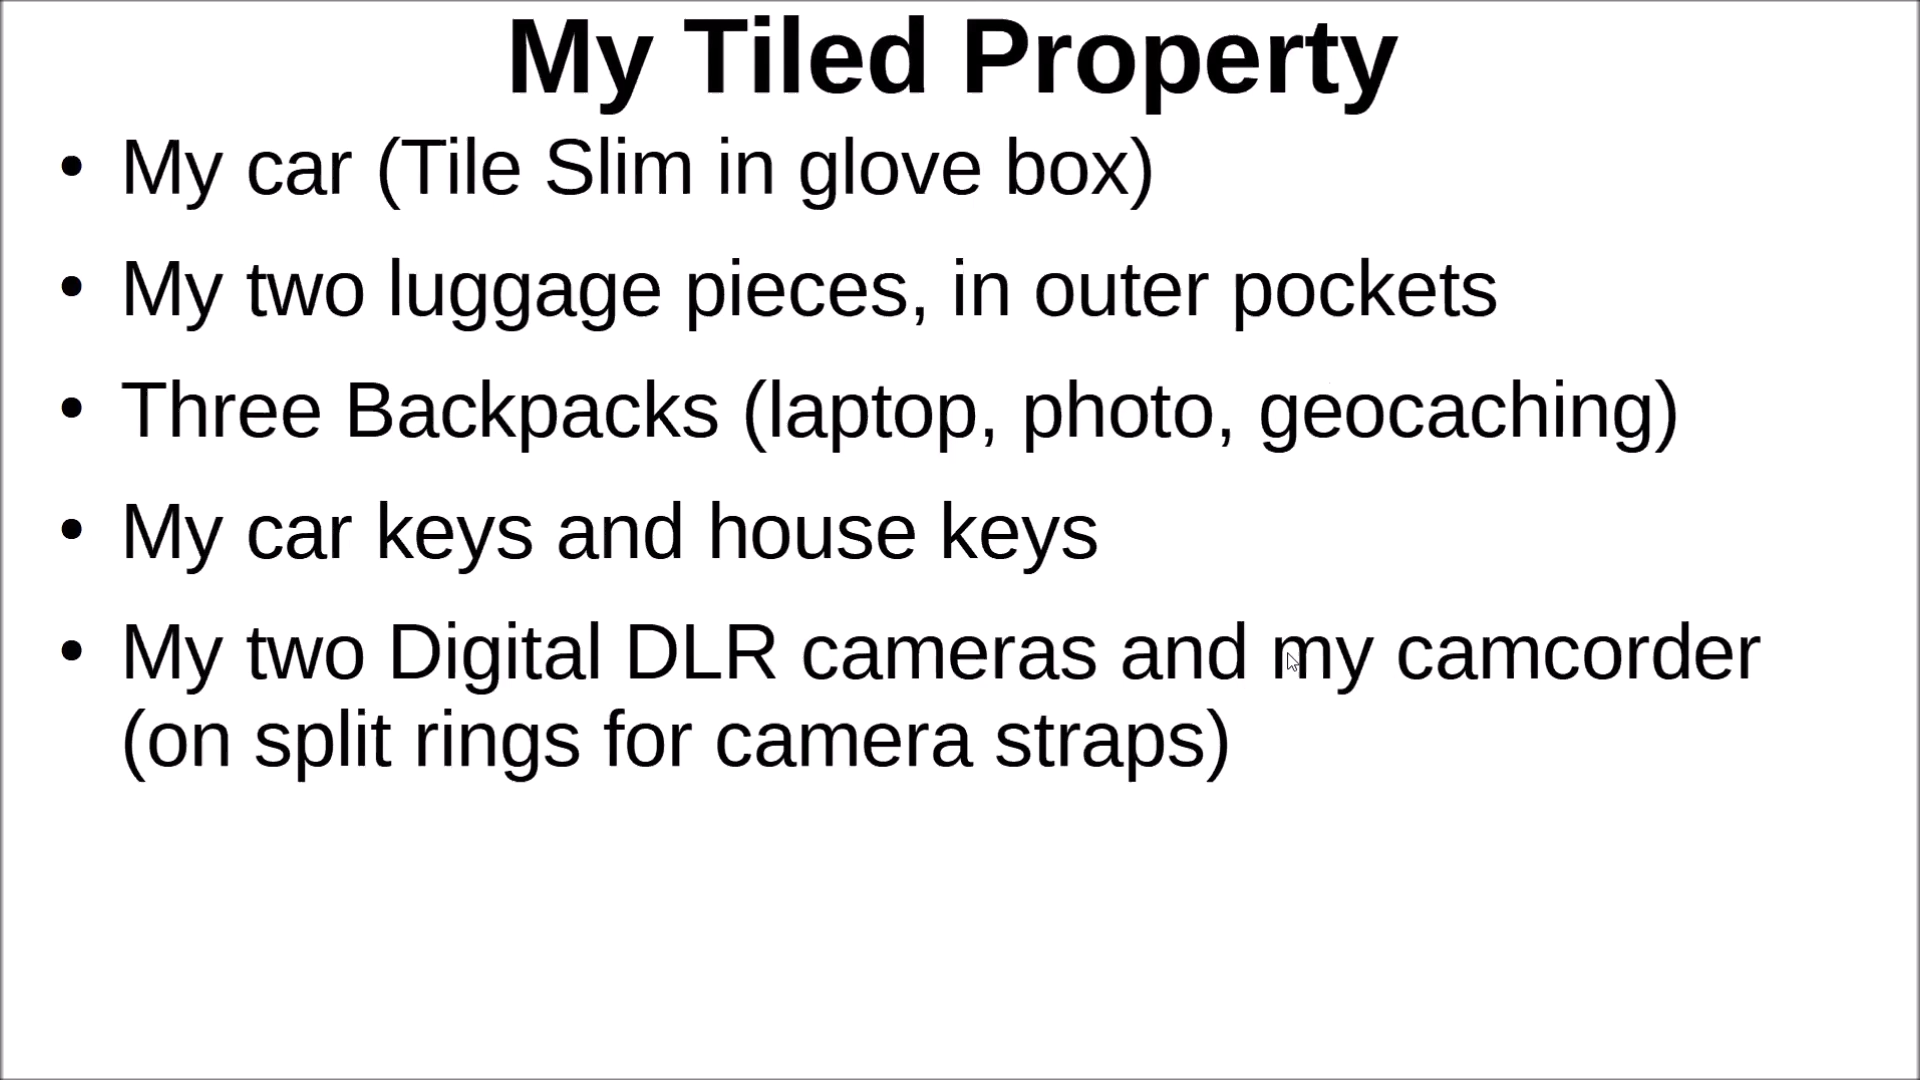 My Tiled Property
• My car (Tile Slim in glove box)
• My two luggage pieces, in outer pockets
• Three Backpacks (laptop, photo, geocaching)
• My car keys and house keys
• My two Digital DLR cameras and my camcorder
(on split rings for camera straps)